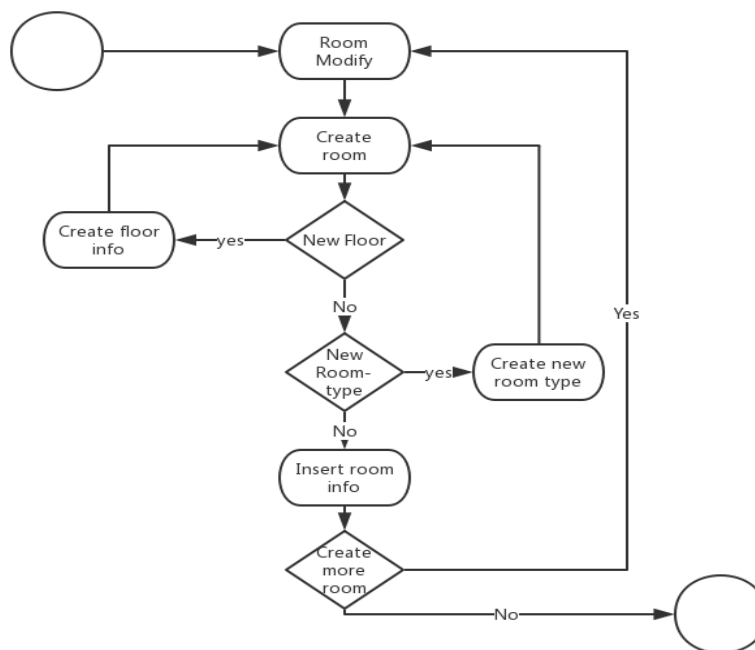 Room
Modify
Create
room
Create floor
info
yes
New Floor
No
Yes
New
Room-
type
yes
Create new
room type
No
Insert room
info
Create
more
room
No